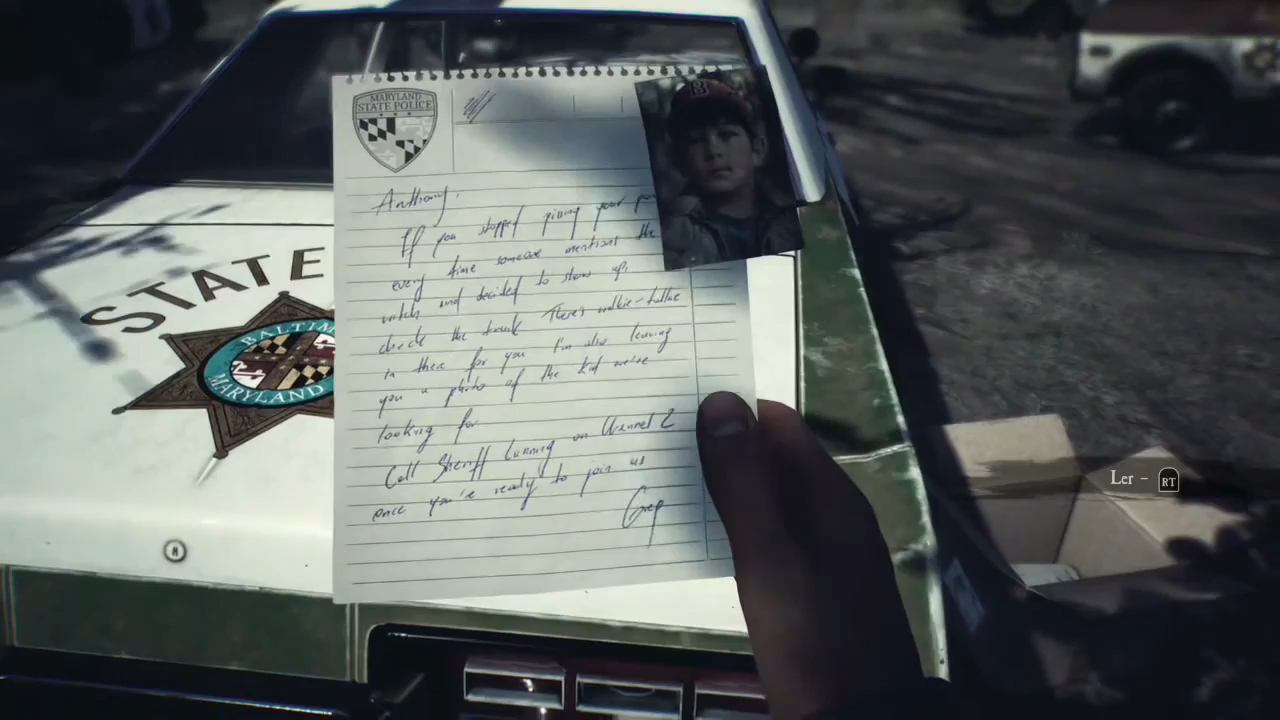 MARYLAND
STATE POLICE
Anthony,
If you stopped pissing your
every time someone mentions the
witch and decided to show up,
check the trunk. There's walkie-talkie
in there for you. I'm also leaving
you a photo of the kid we're
looking for.
Call Sheriff Lanning on Channel 2
once you're ready to join us
Greg
B
STATE
BALTIM
MARYLAND
Ler - RT